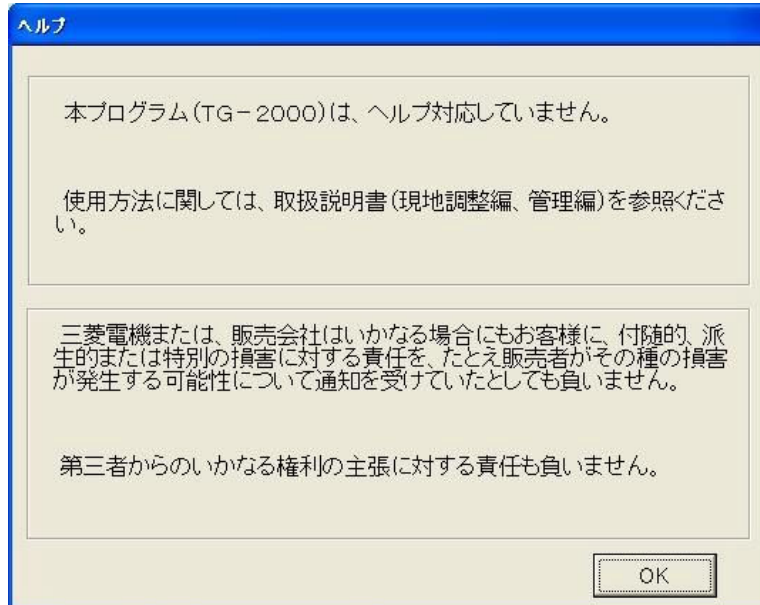 ヘルプ
本プログラム(TG-2000)は、ヘルプ対応していません。
使用方法に関しては、取扱説明書(現地調整編、管理編)を参照くださ
い。
三菱電機または、販売会社はいかなる場合にもお客様に、付随的、派
生的または特別の損害に対する責任を、たとえ販売者がその種の損害
が発生する可能性について通知を受けていたとしても負いません。
第三者からのいかなる権利の主張に対する責任も負いません。
OK